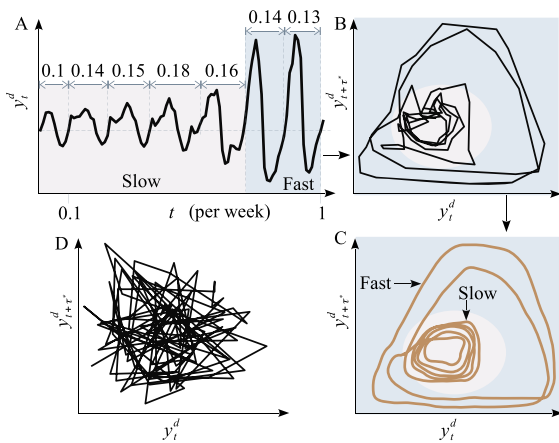 A
0.14 0.13
0.1 0.14 0.15 0.18 0.16
y_t^d
Slow
Fast
0.1
t (per week)
1
B
y_{t+τ*}^d
y_t^d
C
Fast
Slow
y_{t+τ*}^d
y_t^d
D
y_{t+τ*}^d
y_t^d